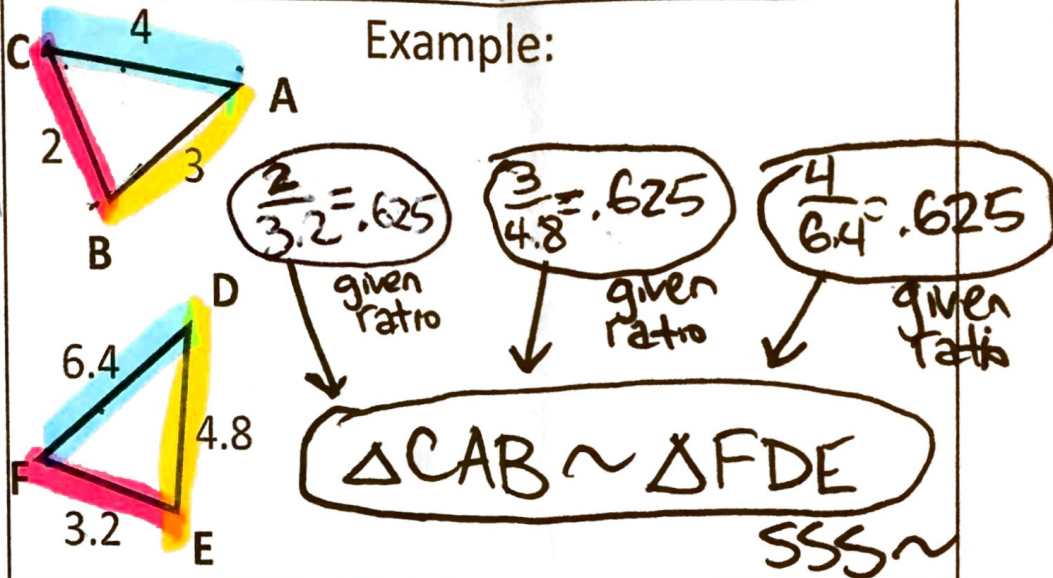 Example:
C
4
A
2
3
B
2/3.2 = .625
given
ratio
3/4.8 = .625
given
ratio
4/6.4 = .625
given
ratio
D
6.4
4.8
F
3.2
E
△CAB ~ △FDE
SSS~